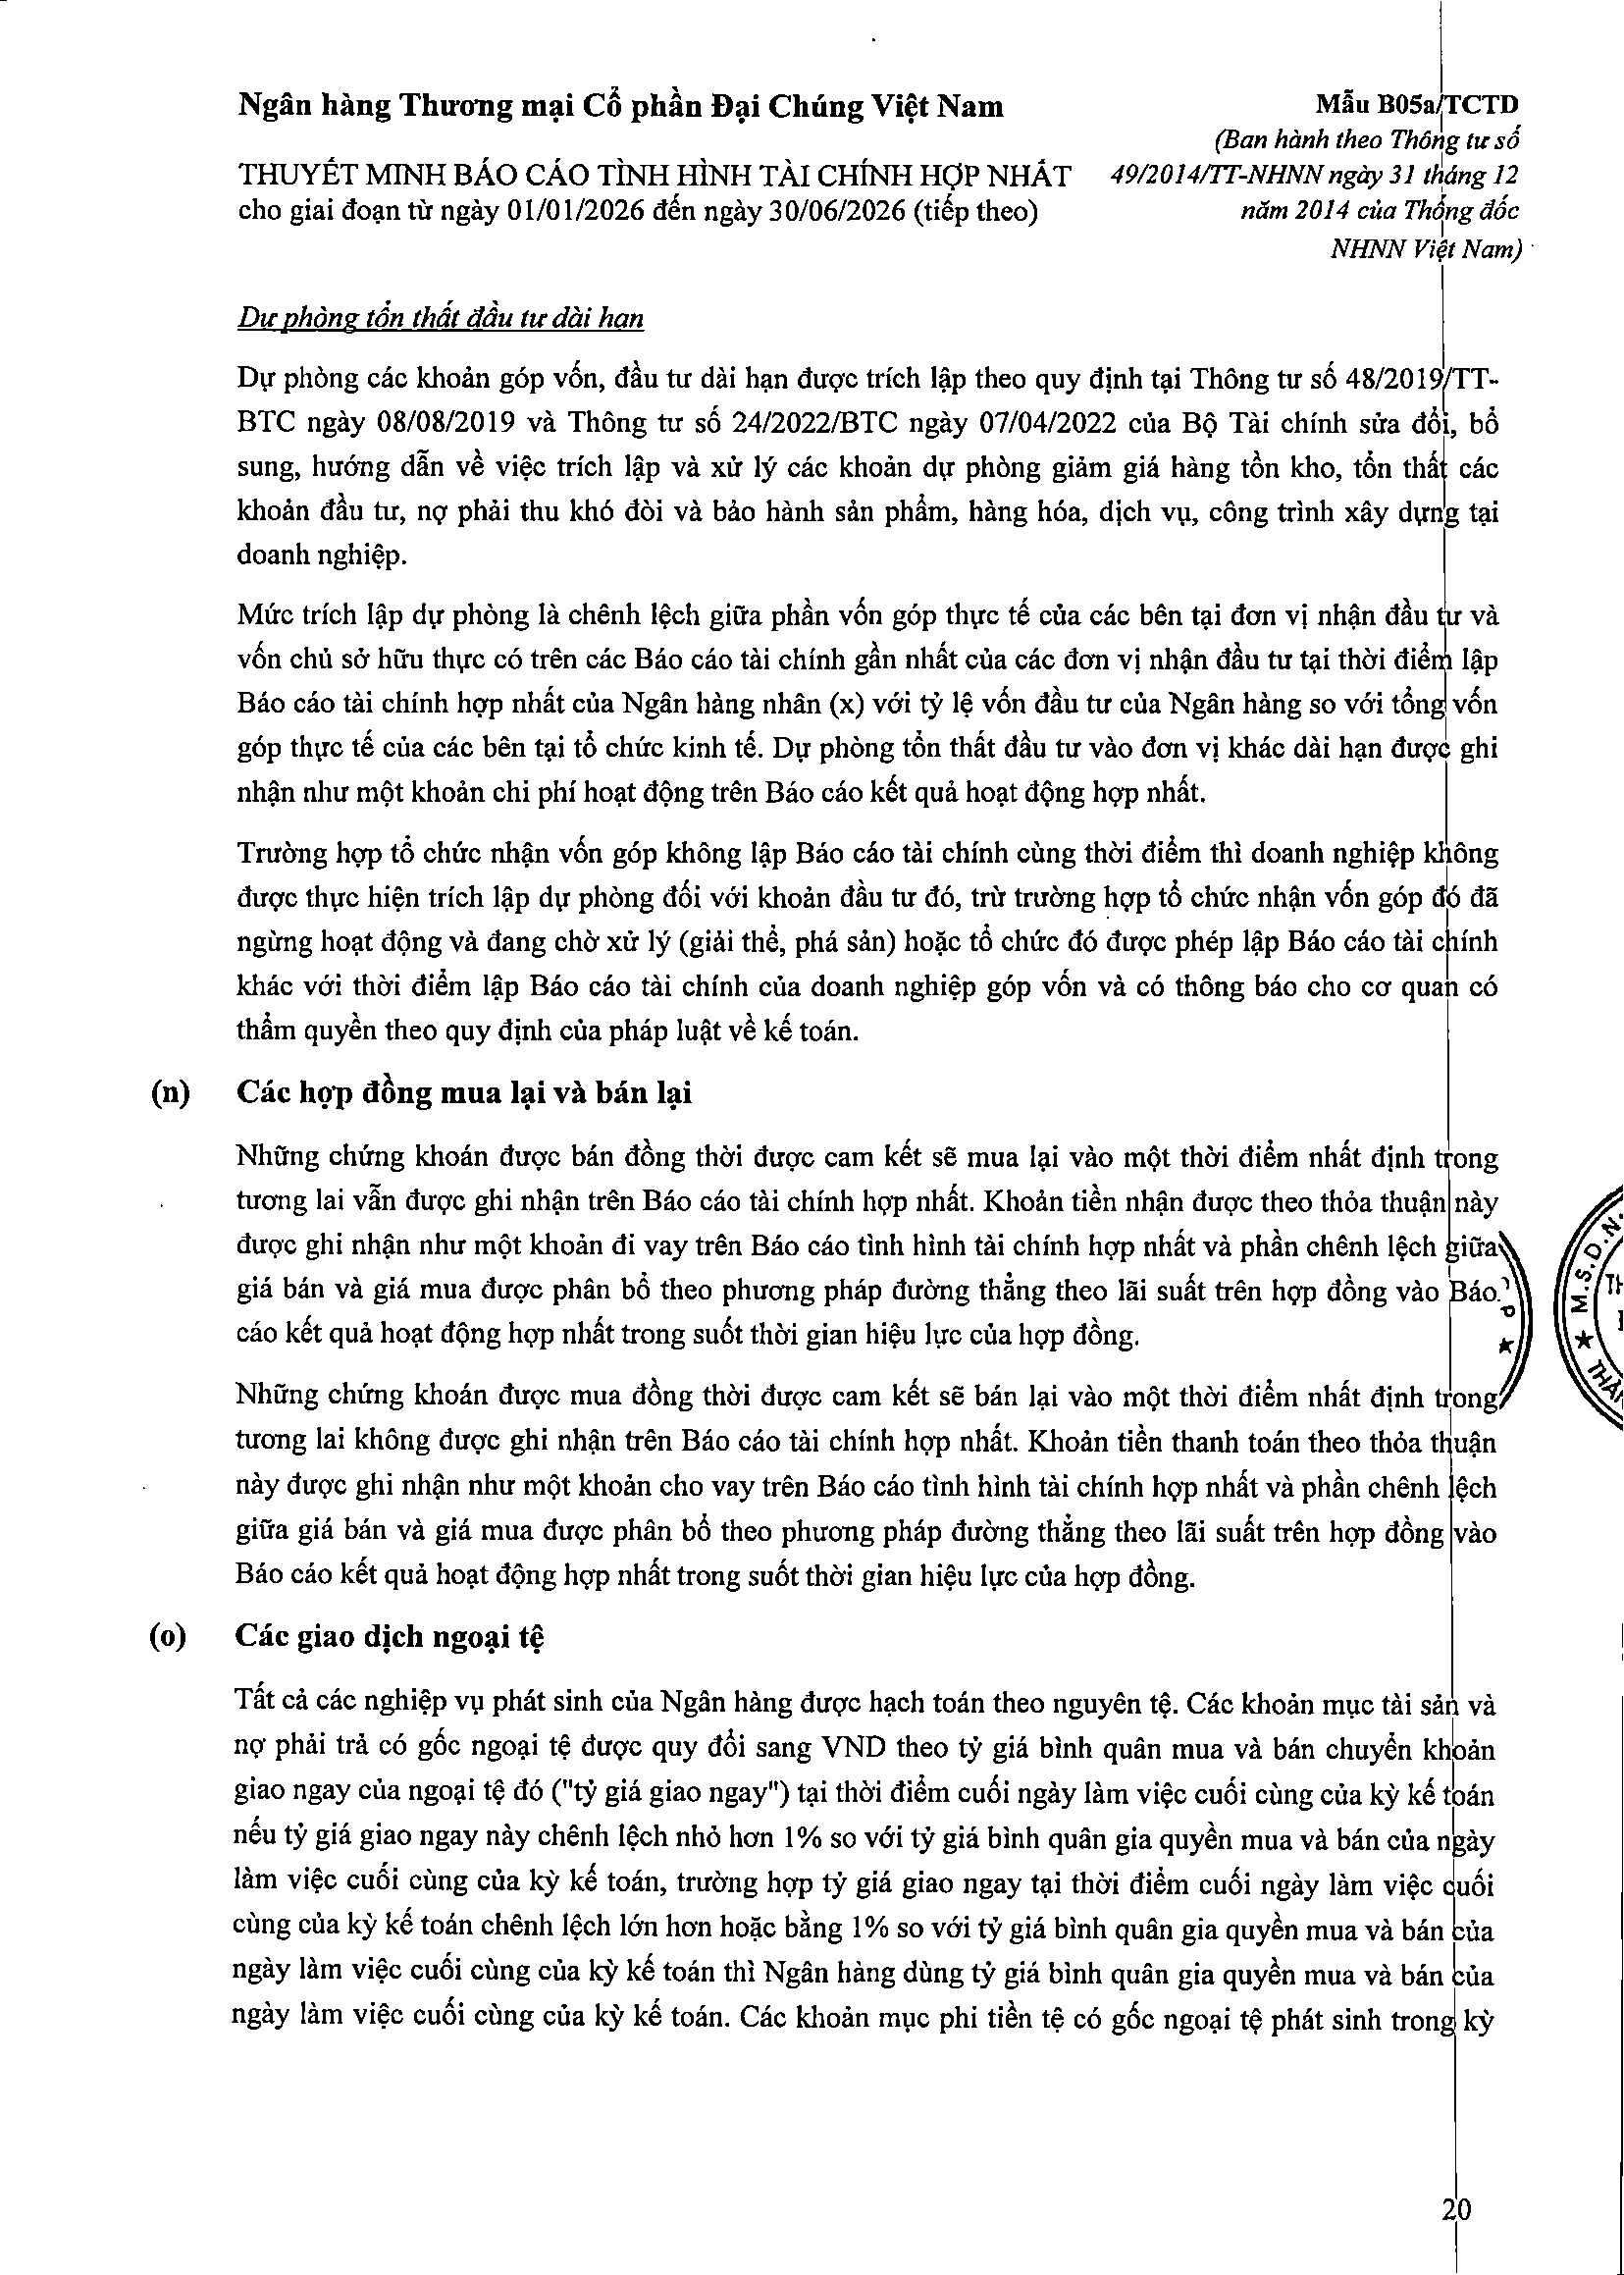 Ngân hàng Thương mại Cổ phần Đại Chúng Việt Nam
Mẫu B05a/TCTD
(Ban hành theo Thông tư số
49/2014/TT-NHNN ngày 31 tháng 12
năm 2014 của Thống đốc
NHNN Việt Nam)
THUYẾT MINH BÁO CÁO TÌNH HÌNH TÀI CHÍNH HỢP NHẤT
cho giai đoạn từ ngày 01/01/2026 đến ngày 30/06/2026 (tiếp theo)
Dự phòng tổn thất đầu tư dài hạn
Dự phòng các khoản góp vốn, đầu tư dài hạn được trích lập theo quy định tại Thông tư số 48/2019/TT-
BTC ngày 08/08/2019 và Thông tư số 24/2022/BTC ngày 07/04/2022 của Bộ Tài chính sửa đổi, bổ
sung, hướng dẫn về việc trích lập và xử lý các khoản dự phòng giảm giá hàng tồn kho, tổn thất các
khoản đầu tư, nợ phải thu khó đòi và bảo hành sản phẩm, hàng hóa, dịch vụ, công trình xây dựng tại
doanh nghiệp.
Mức trích lập dự phòng là chênh lệch giữa phần vốn góp thực tế của các bên tại đơn vị nhận đầu tư và
vốn chủ sở hữu thực có trên các Báo cáo tài chính gần nhất của các đơn vị nhận đầu tư tại thời điểm lập
Báo cáo tài chính hợp nhất của Ngân hàng nhân (x) với tỷ lệ vốn đầu tư của Ngân hàng so với tổng vốn
góp thực tế của các bên tại tổ chức kinh tế. Dự phòng tổn thất đầu tư vào đơn vị khác dài hạn được ghi
nhận như một khoản chi phí hoạt động trên Báo cáo kết quả hoạt động hợp nhất.
Trường hợp tổ chức nhận vốn góp không lập Báo cáo tài chính cùng thời điểm thì doanh nghiệp không
được thực hiện trích lập dự phòng đối với khoản đầu tư đó, trừ trường hợp tổ chức nhận vốn góp đó đã
ngừng hoạt động và đang chờ xử lý (giải thể, phá sản) hoặc tổ chức đó được phép lập Báo cáo tài chính
khác với thời điểm lập Báo cáo tài chính của doanh nghiệp góp vốn và có thông báo cho cơ quan có
thẩm quyền theo quy định của pháp luật về kế toán.
(n) Các hợp đồng mua lại và bán lại
Những chứng khoán được bán đồng thời được cam kết sẽ mua lại vào một thời điểm nhất định trong
tương lai vẫn được ghi nhận trên Báo cáo tài chính hợp nhất. Khoản tiền nhận được theo thỏa thuận này
được ghi nhận như một khoản đi vay trên Báo cáo tình hình tài chính hợp nhất và phần chênh lệch giữa
giá bán và giá mua được phân bổ theo phương pháp đường thẳng theo lãi suất trên hợp đồng vào Báo
cáo kết quả hoạt động hợp nhất trong suốt thời gian hiệu lực của hợp đồng.
Những chứng khoán được mua đồng thời được cam kết sẽ bán lại vào một thời điểm nhất định trong
tương lai không được ghi nhận trên Báo cáo tài chính hợp nhất. Khoản tiền thanh toán theo thỏa thuận
này được ghi nhận như một khoản cho vay trên Báo cáo tình hình tài chính hợp nhất và phần chênh lệch
giữa giá bán và giá mua được phân bổ theo phương pháp đường thẳng theo lãi suất trên hợp đồng vào
Báo cáo kết quả hoạt động hợp nhất trong suốt thời gian hiệu lực của hợp đồng.
M.S.D.N.
(o) Các giao dịch ngoại tệ
Tất cả các nghiệp vụ phát sinh của Ngân hàng được hạch toán theo nguyên tệ. Các khoản mục tài sản và
nợ phải trả có gốc ngoại tệ được quy đổi sang VND theo tỷ giá bình quân mua và bán chuyển khoản
giao ngay của ngoại tệ đó ("tỷ giá giao ngay") tại thời điểm cuối ngày làm việc cuối cùng của kỳ kế toán
nếu tỷ giá giao ngay này chênh lệch nhỏ hơn 1% so với tỷ giá bình quân gia quyền mua và bán của ngày
làm việc cuối cùng của kỳ kế toán, trường hợp tỷ giá giao ngay tại thời điểm cuối ngày làm việc cuối
cùng của kỳ kế toán chênh lệch lớn hơn hoặc bằng 1% so với tỷ giá bình quân gia quyền mua và bán của
ngày làm việc cuối cùng của kỳ kế toán thì Ngân hàng dùng tỷ giá bình quân gia quyền mua và bán của
ngày làm việc cuối cùng của kỳ kế toán. Các khoản mục phi tiền tệ có gốc ngoại tệ phát sinh trong kỳ
20